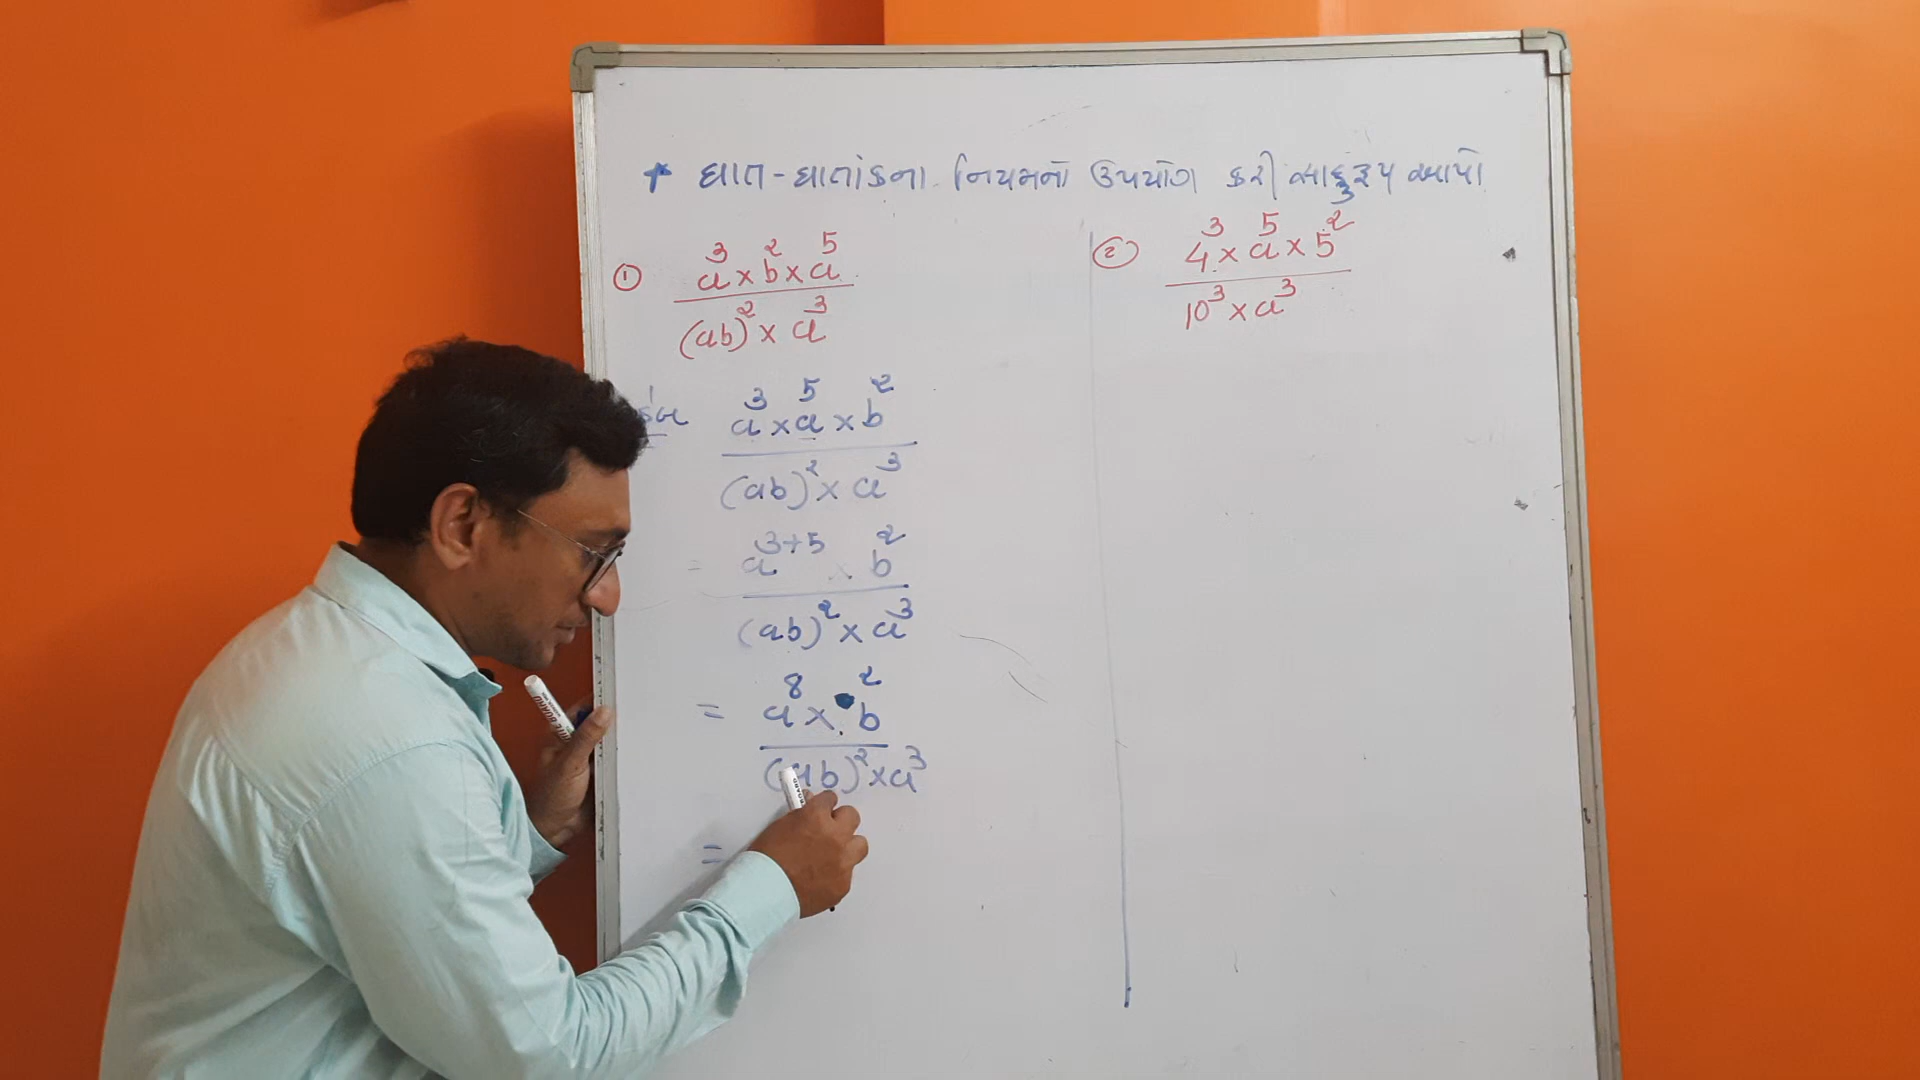 * ઘાત-ઘાતાંકના નિયમનો ઉપયોગ કરી સાદુંરૂપ આપો
① a³ × b² × a⁵
(ab)² × a³
a³ × a⁵ × b²
(ab)² × a³
= a³⁺⁵ × b²
(ab)² × a³
= a⁸ × b²
(ab)² × a³
=
② 4³ × a⁵ × 5²
10³ × a³